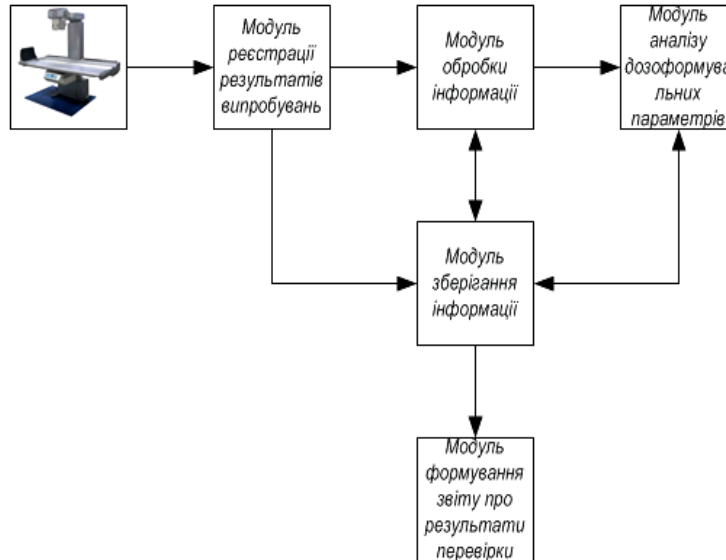 Модуль
реєстрації
результатів
випробувань
Модуль
обробки
інформації
Модуль
аналізу
дозоформува
льних
параметрів
Модуль
зберігання
інформації
Модуль
формування
звіту про
результати
перевірки